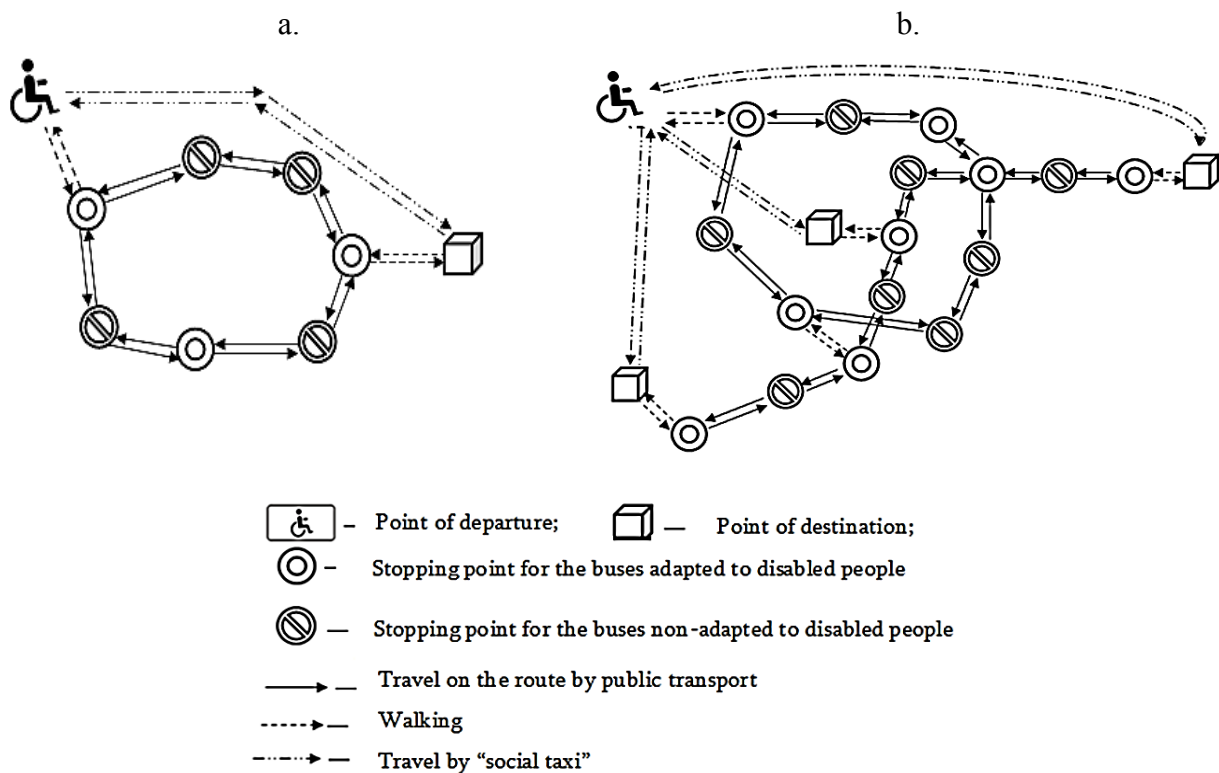 a.
b.
– Point of departure;
— Point of destination;
– Stopping point for the buses adapted to disabled people
— Stopping point for the buses non-adapted to disabled people
— Travel on the route by public transport
— Walking
— Travel by “social taxi”